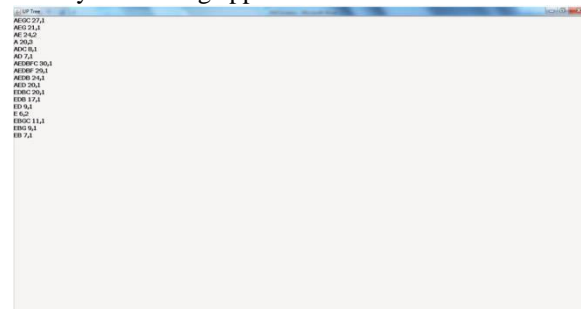 UP Tree
AEGC 27,1
AEG 21,1
AE 24,2
A 20,3
ADC 8,1
AD 7,1
AEDBFC 30,1
AEDBF 29,1
AEDB 24,1
AED 20,1
EDBC 20,1
EDB 17,1
ED 9,1
E 6,2
EBGC 11,1
EBG 9,1
EB 7,1